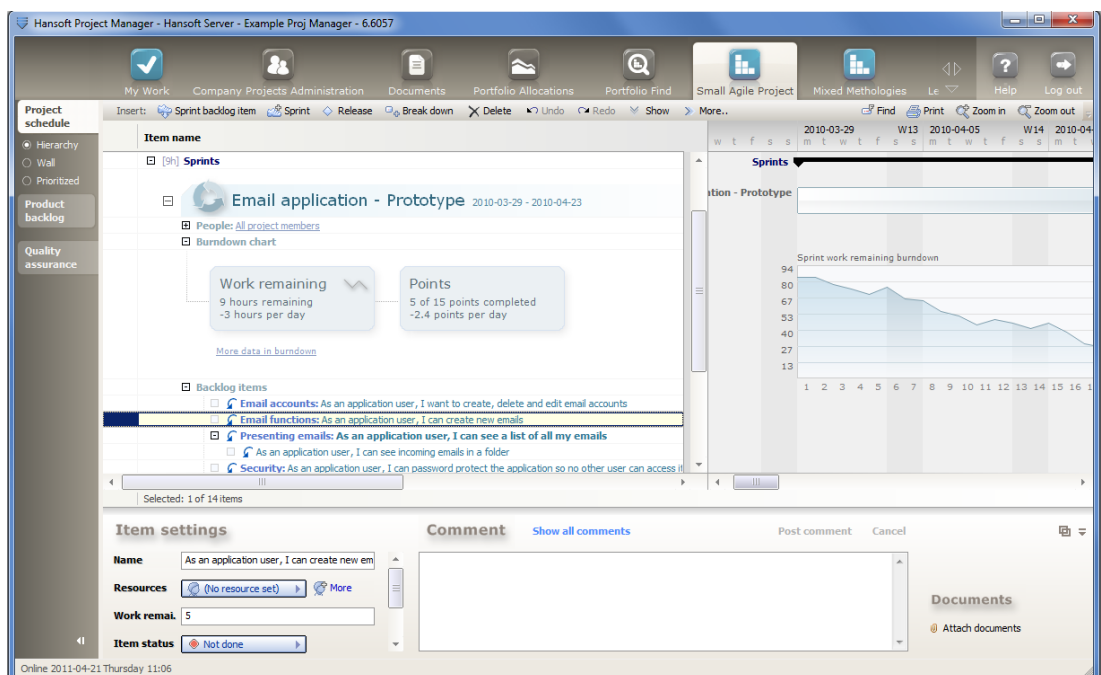 Hansoft Project Manager - Hansoft Server - Example Proj Manager - 6.6057
My Work
Company Projects Administration
Documents
Portfolio Allocations
Portfolio Find
Small Agile Project
Mixed Methologies
Le
Help
Log out
Project schedule
Hierarchy
Wall
Prioritized
Product backlog
Quality assurance
Insert: Sprint backlog item Sprint Release Break down Delete Undo Redo Show More.. Find Print Zoom in Zoom out
Item name
2010-03-29 W13 2010-04-05 W14 2010-04-
w t f s s m t w t f s s m t w t f s s m t
[9h] Sprints
Sprints
Email application - Prototype 2010-03-29 - 2010-04-23
ation - Prototype
People: All project members
Burndown chart
Work remaining
9 hours remaining
-3 hours per day
Points
5 of 15 points completed
-2.4 points per day
More data in burndown
Sprint work remaining burndown
94
80
67
53
40
27
13
1 2 3 4 5 6 7 8 9 10 11 12 13 14 15 16 1
Backlog items
Email accounts: As an application user, I want to create, delete and edit email accounts
Email functions: As an application user, I can create new emails
Presenting emails: As an application user, I can see a list of all my emails
As an application user, I can see incoming emails in a folder
Security: As an application user, I can password protect the application so no other user can access it
Selected: 1 of 14 items
Item settings
Name As an application user, I can create new em
Resources (No resource set) More
Work remai. 5
Item status Not done
Comment Show all comments Post comment Cancel
Documents
Attach documents
Online 2011-04-21 Thursday 11:06